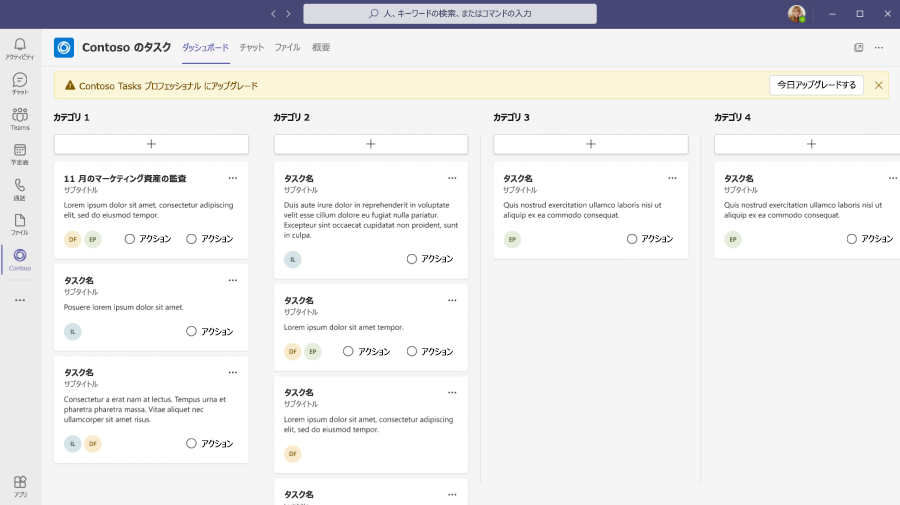 人、キーワードの検索、またはコマンドの入力
アクティビティ
チャット
Teams
予定表
通話
ファイル
Contoso
アプリ
Contoso のタスク
ダッシュボード
チャット
ファイル
概要
Contoso Tasks プロフェッショナル にアップグレード
今日アップグレードする
カテゴリ 1
11 月のマーケティング資産の監査
サブタイトル
Lorem ipsum dolor sit amet, consectetur adipiscing
elit, sed do eiusmod tempor.
DF
EP
アクション
アクション
タスク名
サブタイトル
Posuere lorem ipsum dolor sit amet.
IL
アクション
タスク名
サブタイトル
Consectetur a erat nam at lectus. Tempus urna et
pharetra pharetra massa. Vitae aliquet nec
ullamcorper sit amet risus.
IL
DF
アクション
カテゴリ 2
タスク名
サブタイトル
Duis aute irure dolor in reprehenderit in voluptate
velit esse cillum dolore eu fugiat nulla pariatur.
Excepteur sint occaecat cupidatat non proident, sunt
in culpa.
IL
アクション
タスク名
サブタイトル
Lorem ipsum dolor sit amet tempor.
DF
EP
アクション
アクション
タスク名
サブタイトル
Lorem ipsum dolor sit amet, consectetur adipiscing
elit, sed do eiusmod tempor.
DF
タスク名
カテゴリ 3
タスク名
サブタイトル
Quis nostrud exercitation ullamco laboris nisi ut
aliquip ex ea commodo consequat.
EP
アクション
カテゴリ 4
タスク名
サブタイトル
Quis nostrud exercitation ullamco laboris nisi ut
aliquip ex ea commodo consequat.
EP
アクション